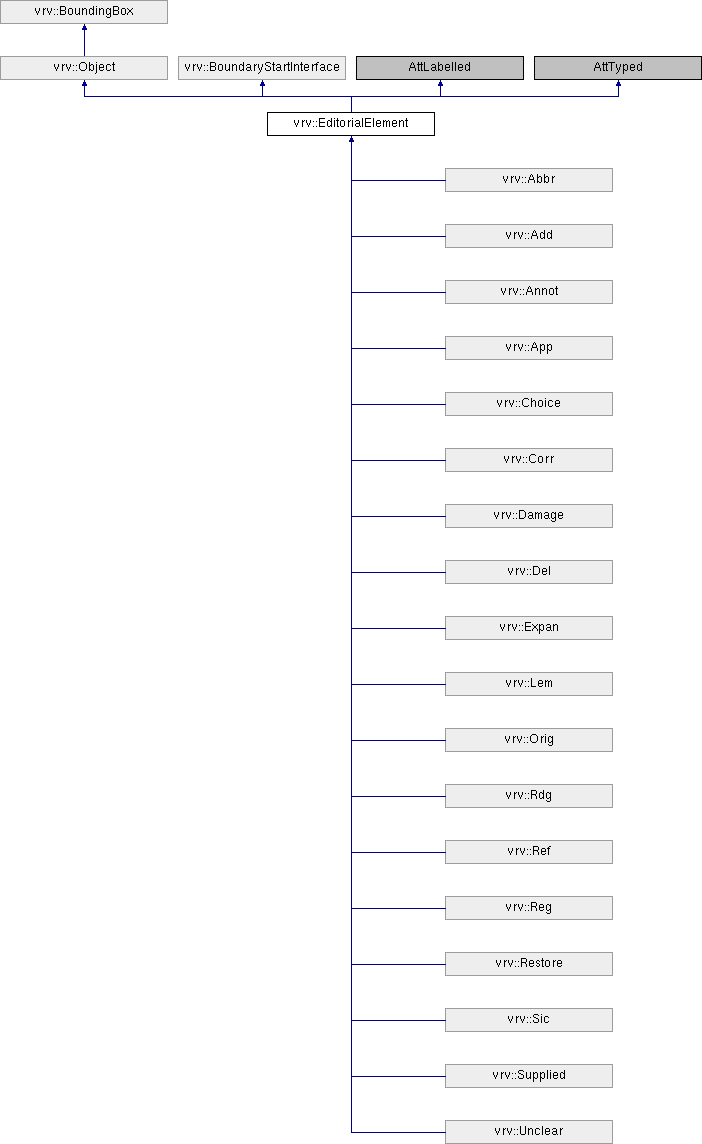 vrv::BoundingBox
vrv::Object
vrv::BoundaryStartInterface
AttLabelled
AttTyped
vrv::EditorialElement
vrv::Abbr
vrv::Add
vrv::Annot
vrv::App
vrv::Choice
vrv::Corr
vrv::Damage
vrv::Del
vrv::Expan
vrv::Lem
vrv::Orig
vrv::Rdg
vrv::Ref
vrv::Reg
vrv::Restore
vrv::Sic
vrv::Supplied
vrv::Unclear